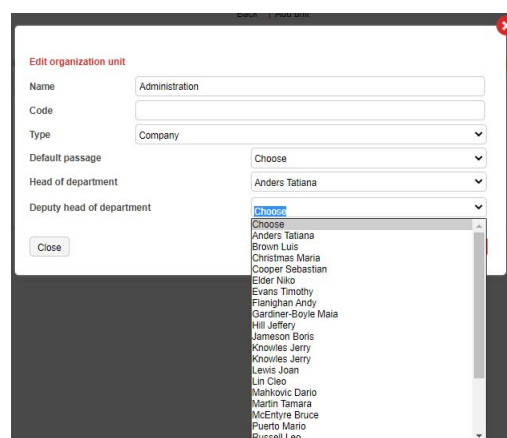 Back | Add unit
Edit organization unit
Name Administration
Code
Type Company
Default passage Choose
Head of department Anders Tatiana
Deputy head of department Choose
Close
Choose
Anders Tatiana
Brown Luis
Christmas Maria
Cooper Sebastian
Elder Niko
Evans Timothy
Flanighan Andy
Gardiner-Boyle Maia
Hill Jeffery
Jameson Boris
Knowles Jerry
Knowles Jerry
Lewis Joan
Lin Cleo
Mahkovic Dario
Martin Tamara
McEntyre Bruce
Puerto Mario
Russell Leo